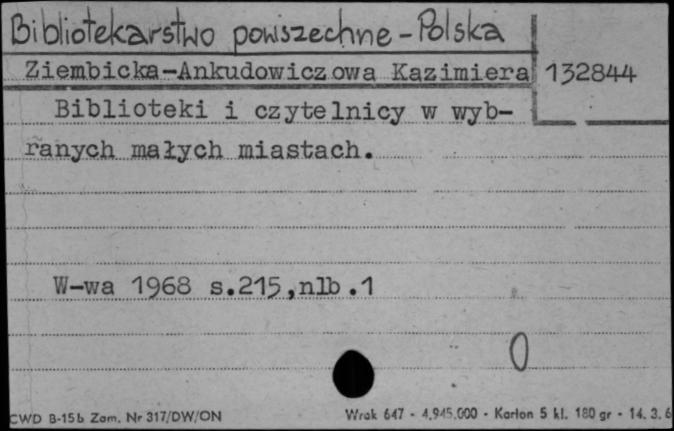 Bibliotekarstwo powszechne - Polska
Ziembicka-Ankudowiczowa Kazimiera 132844
Biblioteki i czytelnicy w wyb-
ranych małych miastach.
W-wa 1968 s.215,nlb.1
0
CWD B-15b Zam. Nr 317/DW/ON Wrak 647 - 4.945.000 - Karton 5 kl. 180 gr - 14. 3. 6